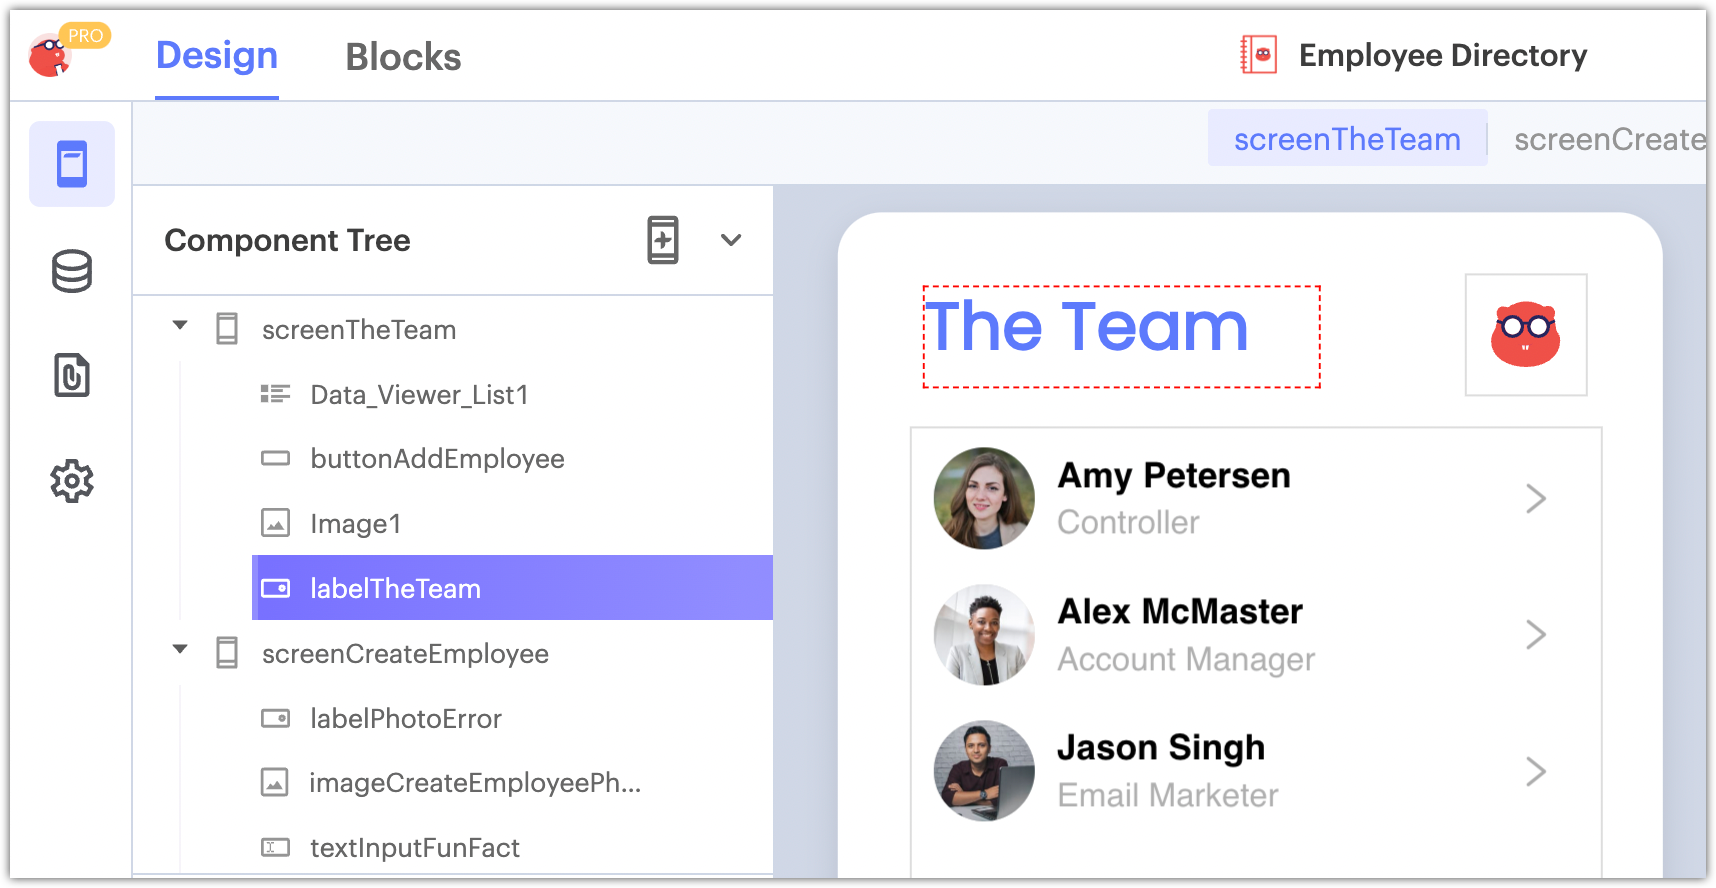 PRO
Design
Blocks
Employee Directory
screenTheTeam
screenCreate
Component Tree
screenTheTeam
Data_Viewer_List1
buttonAddEmployee
Image1
labelTheTeam
screenCreateEmployee
labelPhotoError
imageCreateEmployeePh...
textInputFunFact
The Team
Amy Petersen
Controller
Alex McMaster
Account Manager
Jason Singh
Email Marketer